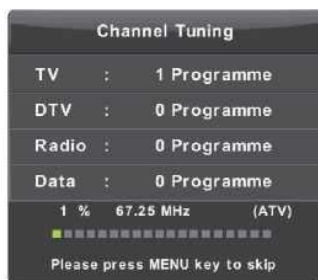 Channel Tuning
TV : 1 Programme
DTV : 0 Programme
Radio : 0 Programme
Data : 0 Programme
1 % 67.25 MHz (ATV)
Please press MENU key to skip